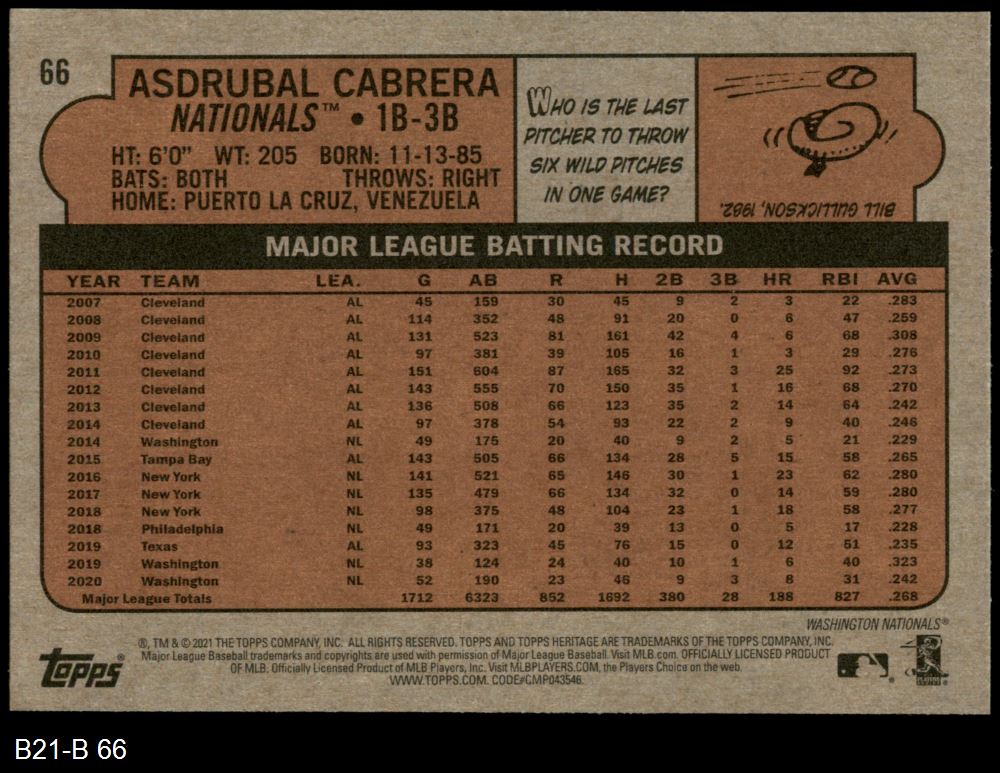 66
ASDRUBAL CABRERA
NATIONALS™ • 1B-3B
HT: 6'0" WT: 205 BORN: 11-13-85
BATS: BOTH THROWS: RIGHT
HOME: PUERTO LA CRUZ, VENEZUELA
WHO IS THE LAST
PITCHER TO THROW
SIX WILD PITCHES
IN ONE GAME?
BILL GULLICKSON, 1982.
MAJOR LEAGUE BATTING RECORD
YEAR TEAM LEA. G AB R H 2B 3B HR RBI AVG
2007 Cleveland AL 45 159 30 45 9 2 3 22 .283
2008 Cleveland AL 114 352 48 91 20 0 6 47 .259
2009 Cleveland AL 131 523 81 161 42 4 6 68 .308
2010 Cleveland AL 97 381 39 105 16 1 3 29 .276
2011 Cleveland AL 151 604 87 165 32 3 25 92 .273
2012 Cleveland AL 143 555 70 150 35 1 16 68 .270
2013 Cleveland AL 136 508 66 123 35 2 14 64 .242
2014 Cleveland AL 97 378 54 93 22 2 9 40 .246
2014 Washington NL 49 175 20 40 9 2 5 21 .229
2015 Tampa Bay AL 143 505 66 134 28 5 15 58 .265
2016 New York NL 141 521 65 146 30 1 23 62 .280
2017 New York NL 135 479 66 134 32 0 14 59 .280
2018 New York NL 98 375 48 104 23 1 18 58 .277
2018 Philadelphia NL 49 171 20 39 13 0 5 17 .228
2019 Texas AL 93 323 45 76 15 0 12 51 .235
2019 Washington NL 38 124 24 40 10 1 6 40 .323
2020 Washington NL 52 190 23 46 9 3 8 31 .242
Major League Totals 1712 6323 852 1692 380 28 188 827 .268
WASHINGTON NATIONALS®
®, TM & © 2021 THE TOPPS COMPANY, INC. ALL RIGHTS RESERVED. TOPPS AND TOPPS HERITAGE ARE TRADEMARKS OF THE TOPPS COMPANY, INC.
Major League Baseball trademarks and copyrights are used with permission of Major League Baseball. Visit MLB.com. OFFICIALLY LICENSED PRODUCT
OF MLB. Officially Licensed Product of MLB Players, Inc. Visit MLBPLAYERS.COM, the Players Choice on the web.
WWW.TOPPS.COM. CODE#CMP043546.
Topps®
B21-B 66